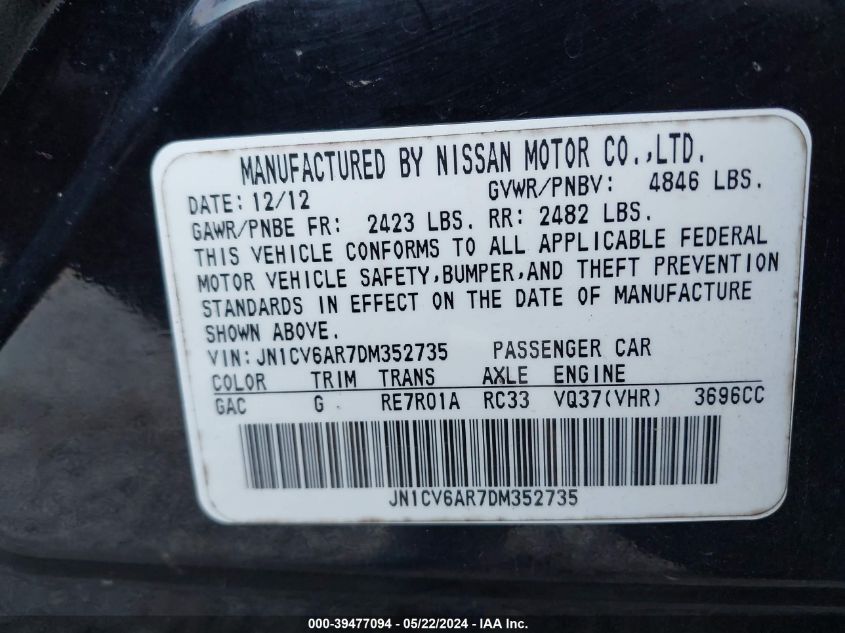 MANUFACTURED BY NISSAN MOTOR CO.,LTD.
DATE: 12/12 GVWR/PNBV: 4846 LBS.
GAWR/PNBE FR: 2423 LBS. RR: 2482 LBS.
THIS VEHICLE CONFORMS TO ALL APPLICABLE FEDERAL
MOTOR VEHICLE SAFETY,BUMPER,AND THEFT PREVENTION
STANDARDS IN EFFECT ON THE DATE OF MANUFACTURE
SHOWN ABOVE.
VIN: JN1CV6AR7DM352735 PASSENGER CAR
COLOR TRIM TRANS AXLE ENGINE
GAC G RE7R01A RC33 VQ37(VHR) 3696CC
JN1CV6AR7DM352735
000-39477094 - 05/22/2024 - IAA Inc.